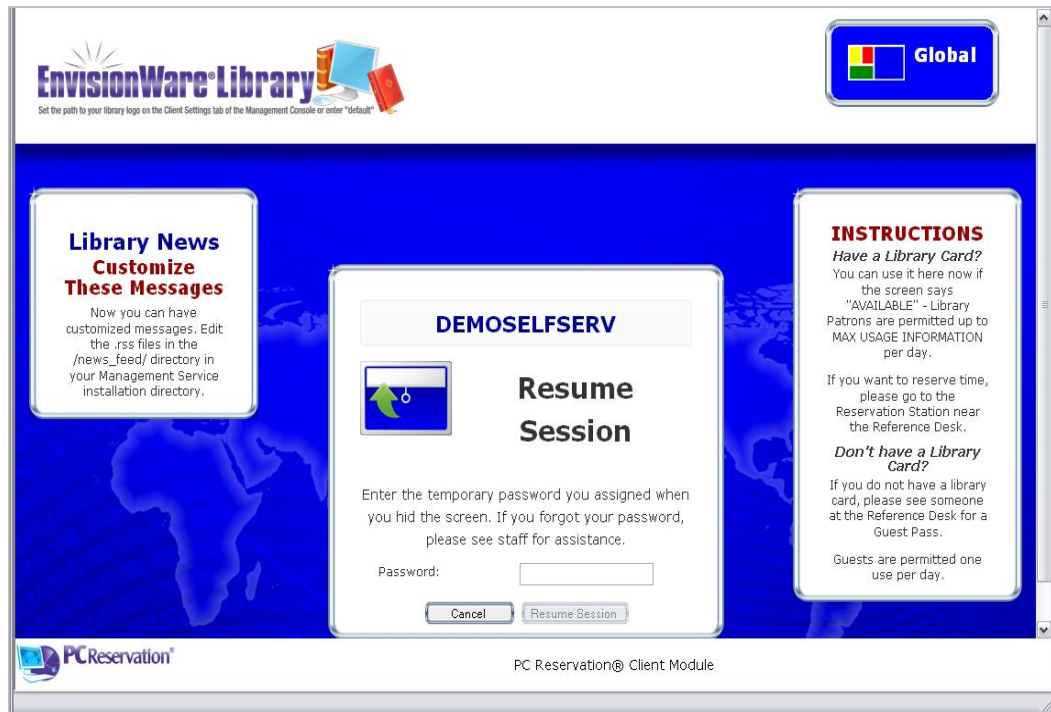 EnvisionWare® Library
Set the path to your library logo on the Client Settings tab of the Management Console or enter "default"
Global
Library News
Customize
These Messages
Now you can have
customized messages. Edit
the .rss files in the
/news_feed/ directory in
your Management Service
installation directory.
DEMOSELFSERV
Resume
Session
Enter the temporary password you assigned when
you hid the screen. If you forgot your password,
please see staff for assistance.
Password:
Cancel
Resume Session
INSTRUCTIONS
Have a Library Card?
You can use it here now if
the screen says
"AVAILABLE" - Library
Patrons are permitted up to
MAX USAGE INFORMATION
per day.
If you want to reserve time,
please go to the
Reservation Station near
the Reference Desk.
Don't have a Library
Card?
If you do not have a library
card, please see someone
at the Reference Desk for a
Guest Pass.
Guests are permitted one
use per day.
PC Reservation®
PC Reservation® Client Module